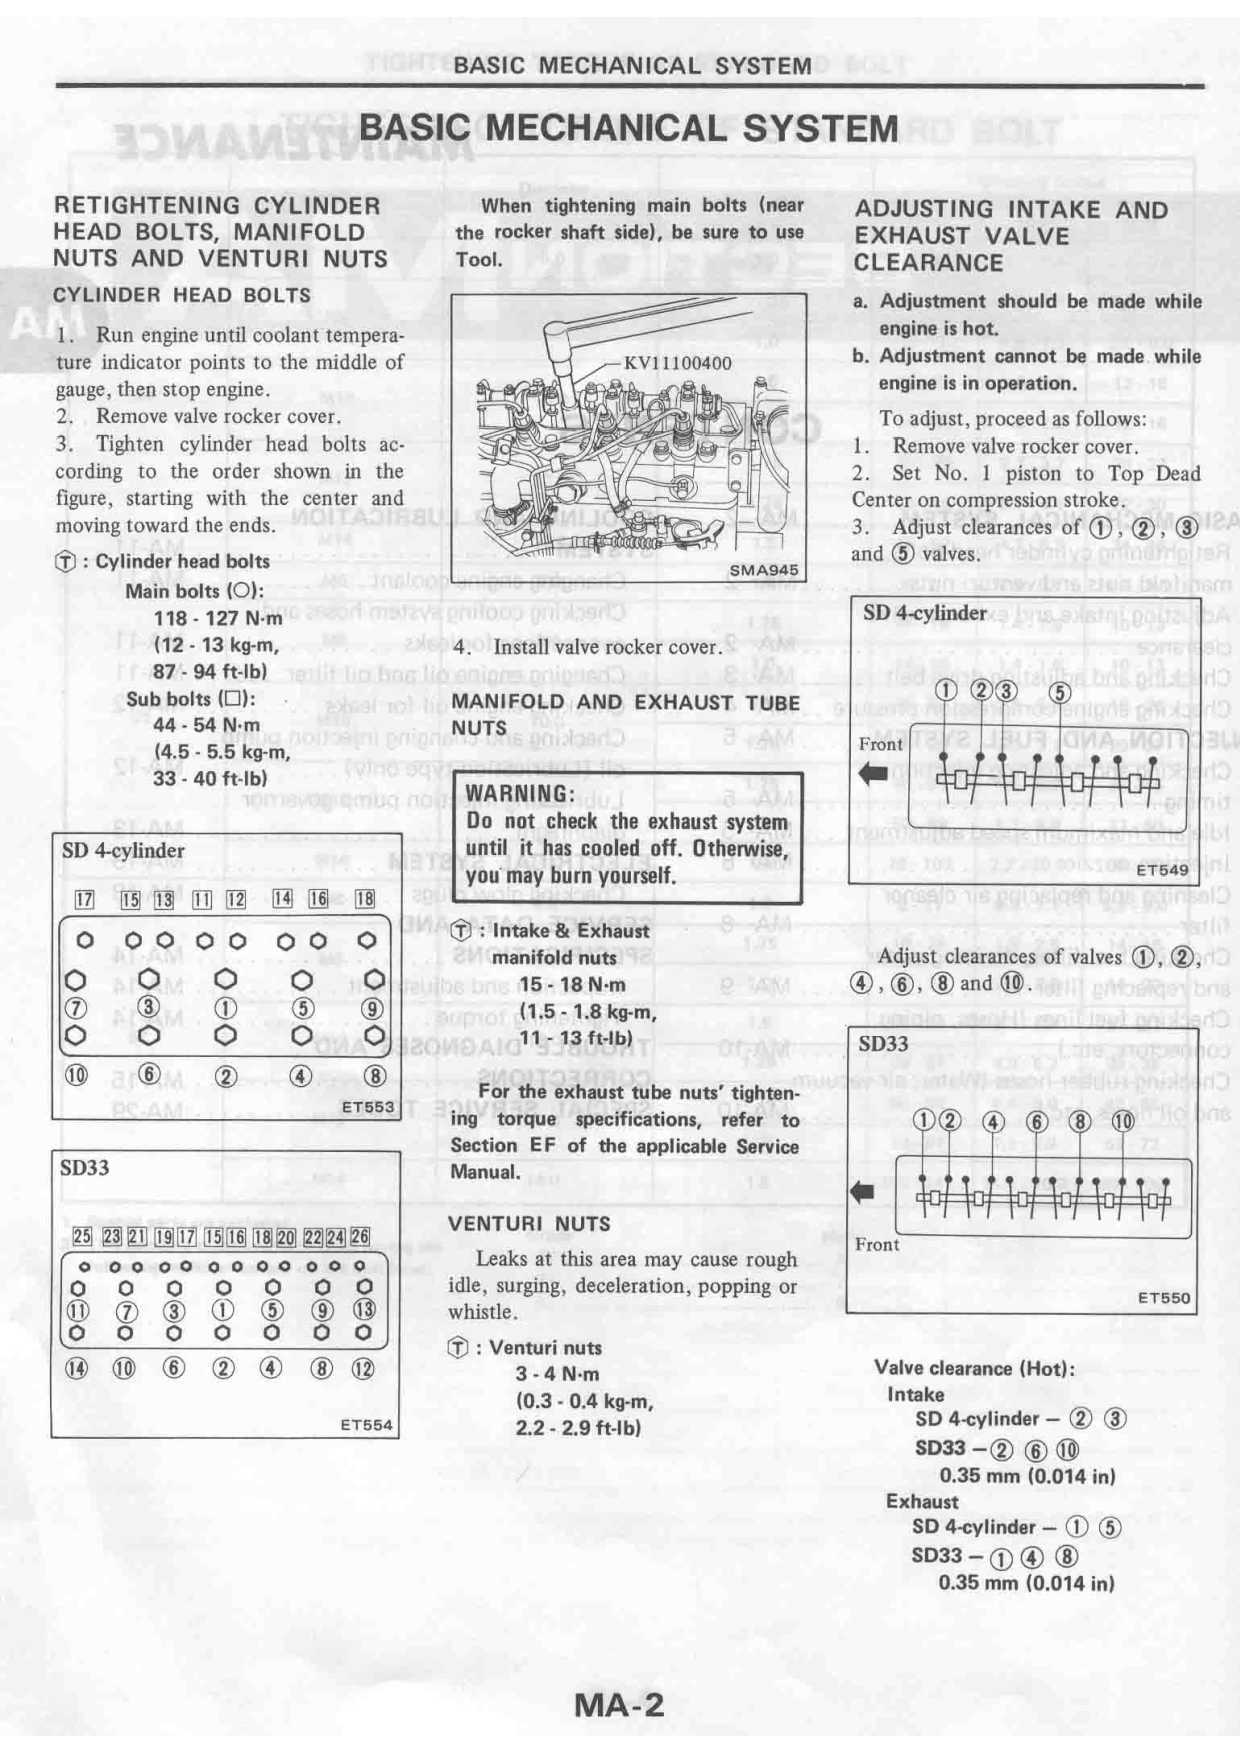 BASIC MECHANICAL SYSTEM
BASIC MECHANICAL SYSTEM
RETIGHTENING CYLINDER
HEAD BOLTS, MANIFOLD
NUTS AND VENTURI NUTS
CYLINDER HEAD BOLTS
1. Run engine until coolant tempera-
ture indicator points to the middle of
gauge, then stop engine.
2. Remove valve rocker cover.
3. Tighten cylinder head bolts ac-
cording to the order shown in the
figure, starting with the center and
moving toward the ends.
Ⓣ : Cylinder head bolts
Main bolts (○):
118 - 127 N·m
(12 - 13 kg-m,
87 - 94 ft-lb)
Sub bolts (□):
44 - 54 N·m
(4.5 - 5.5 kg-m,
33 - 40 ft-lb)
SD 4-cylinder
17 15 13 11 12 14 16 18
⑦ ③ ① ⑤ ⑨
⑩ ⑥ ② ④ ⑧
ET553
SD33
25 23 21 19 17 15 16 18 20 22 24 26
⑪ ⑦ ③ ① ⑤ ⑨ ⑬
⑭ ⑩ ⑥ ② ④ ⑧ ⑫
ET554
When tightening main bolts (near
the rocker shaft side), be sure to use
Tool.
KV11100400
SMA945
4. Install valve rocker cover.
MANIFOLD AND EXHAUST TUBE
NUTS
WARNING:
Do not check the exhaust system
until it has cooled off. Otherwise,
you may burn yourself.
Ⓣ : Intake & Exhaust
manifold nuts
15 - 18 N·m
(1.5 - 1.8 kg-m,
11 - 13 ft-lb)
For the exhaust tube nuts' tighten-
ing torque specifications, refer to
Section EF of the applicable Service
Manual.
VENTURI NUTS
Leaks at this area may cause rough
idle, surging, deceleration, popping or
whistle.
Ⓣ : Venturi nuts
3 - 4 N·m
(0.3 - 0.4 kg-m,
2.2 - 2.9 ft-lb)
ADJUSTING INTAKE AND
EXHAUST VALVE
CLEARANCE
a. Adjustment should be made while
engine is hot.
b. Adjustment cannot be made while
engine is in operation.
To adjust, proceed as follows:
1. Remove valve rocker cover.
2. Set No. 1 piston to Top Dead
Center on compression stroke.
3. Adjust clearances of ①, ②, ③
and ⑤ valves.
SD 4-cylinder
① ② ③ ⑤
Front
ET549
Adjust clearances of valves ①, ②,
④, ⑥, ⑧ and ⑩.
SD33
① ② ④ ⑥ ⑧ ⑩
Front
ET550
Valve clearance (Hot):
Intake
SD 4-cylinder – ② ③
SD33 – ② ⑥ ⑩
0.35 mm (0.014 in)
Exhaust
SD 4-cylinder – ① ⑤
SD33 – ① ④ ⑧
0.35 mm (0.014 in)
MA-2